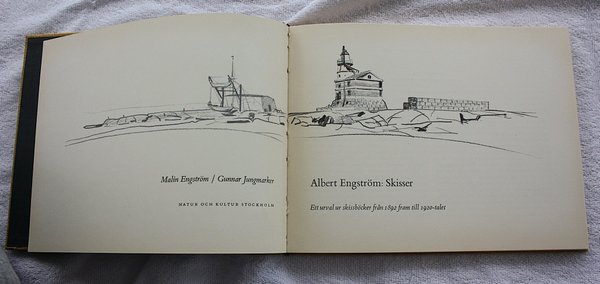 Malin Engström / Gunnar Jungmarker
NATUR OCH KULTUR STOCKHOLM
Albert Engström: Skisser
Ett urval ur skissböcker från 1892 fram till 1920-talet